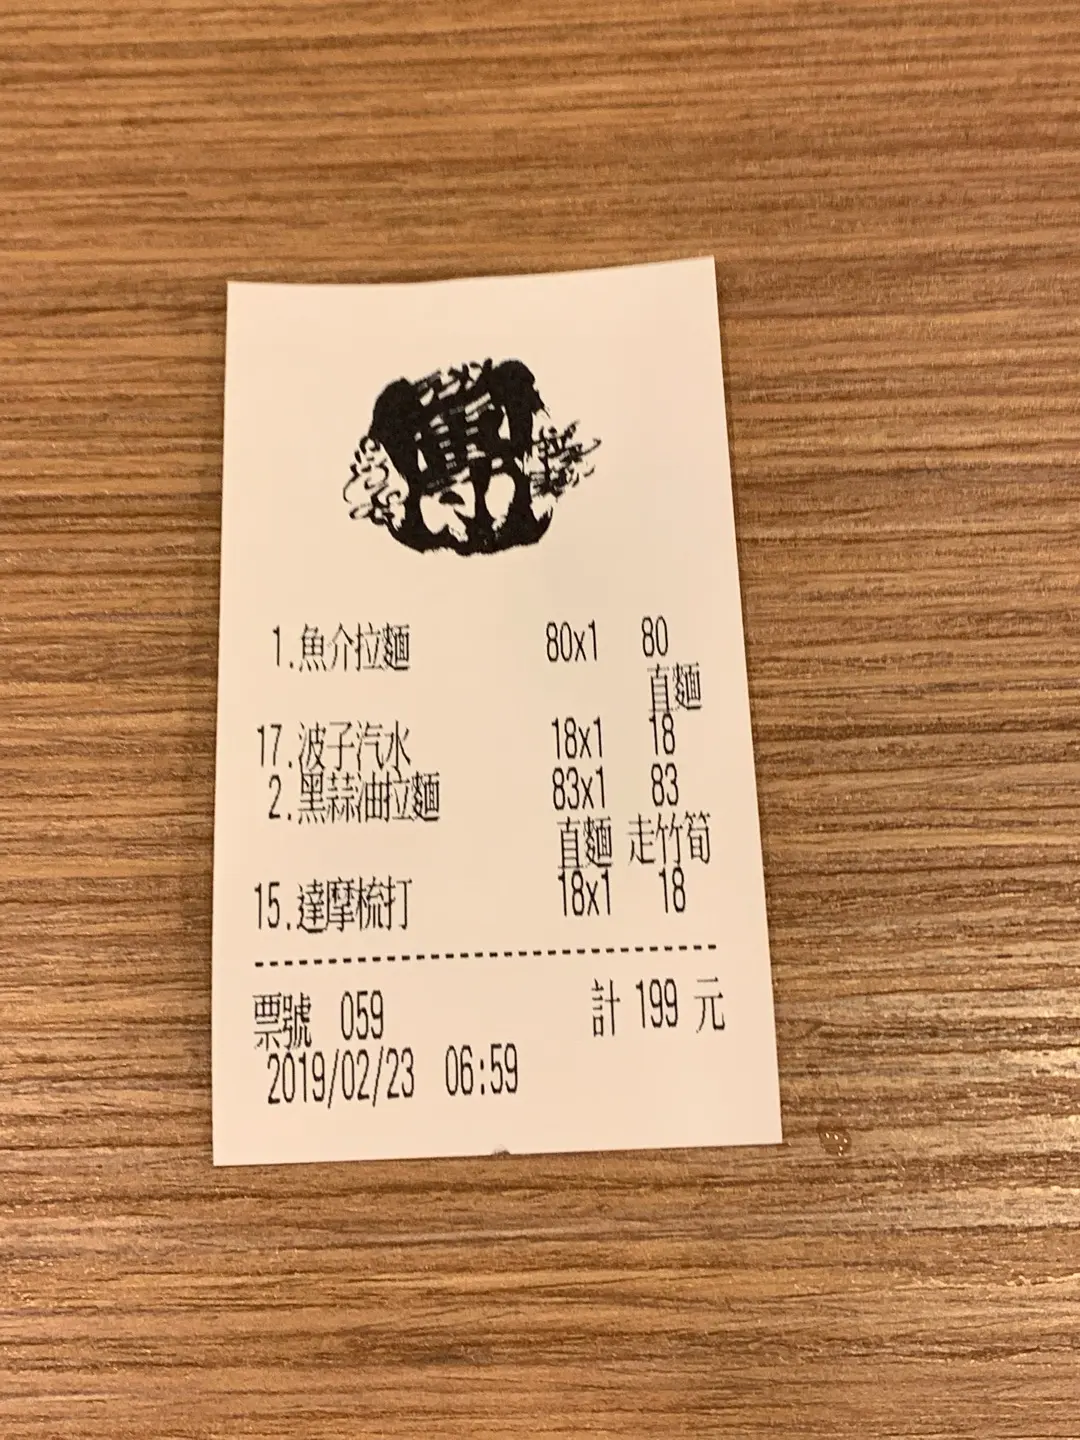 1.魚介拉麵 80x1 80
直麵
17.波子汽水 18x1 18
2.黑蒜油拉麵 83x1 83
直麵 走竹筍
15.達摩梳打 18x1 18
票號 059 計 199 元
2019/02/23 06:59